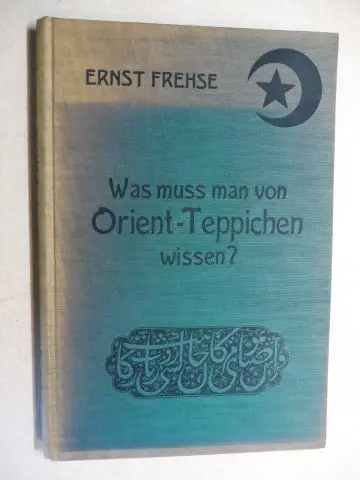 ERNST FREHSE
Was muss man von
Orient-Teppichen
wissen?